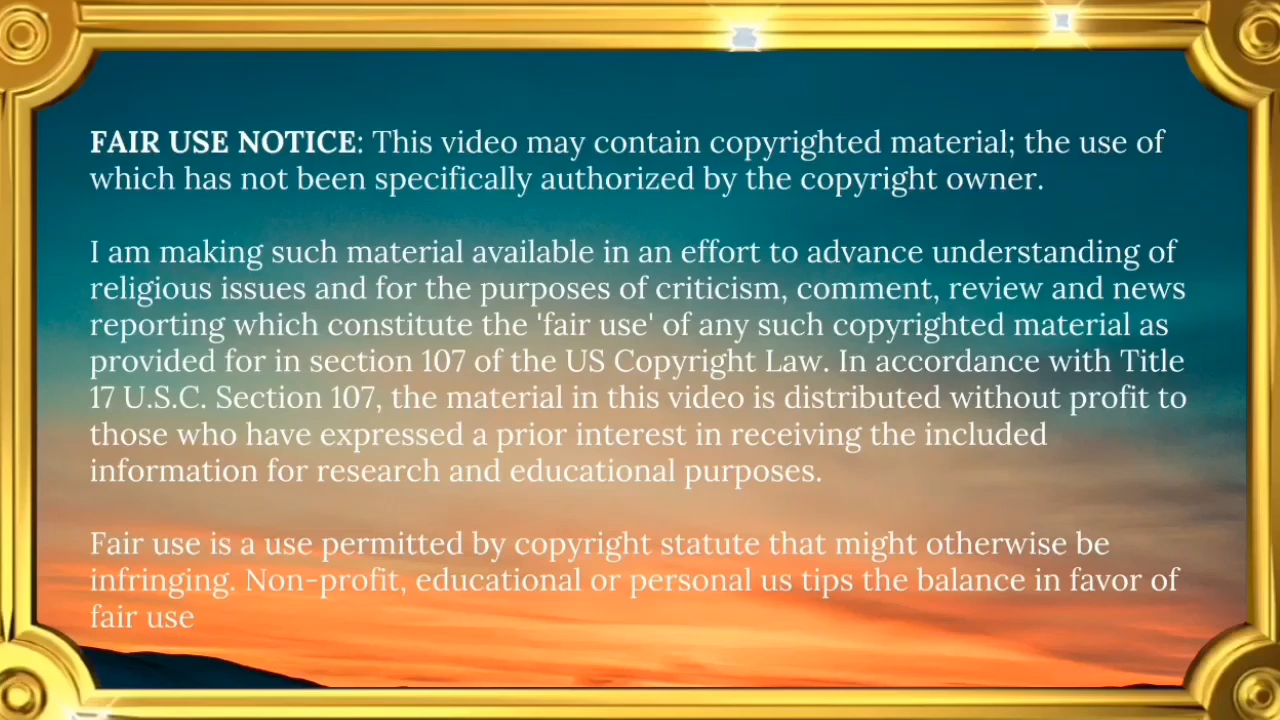 FAIR USE NOTICE: This video may contain copyrighted material; the use of
which has not been specifically authorized by the copyright owner.
I am making such material available in an effort to advance understanding of
religious issues and for the purposes of criticism, comment, review and news
reporting which constitute the 'fair use' of any such copyrighted material as
provided for in section 107 of the US Copyright Law. In accordance with Title
17 U.S.C. Section 107, the material in this video is distributed without profit to
those who have expressed a prior interest in receiving the included
information for research and educational purposes.
Fair use is a use permitted by copyright statute that might otherwise be
infringing. Non-profit, educational or personal us tips the balance in favor of
fair use